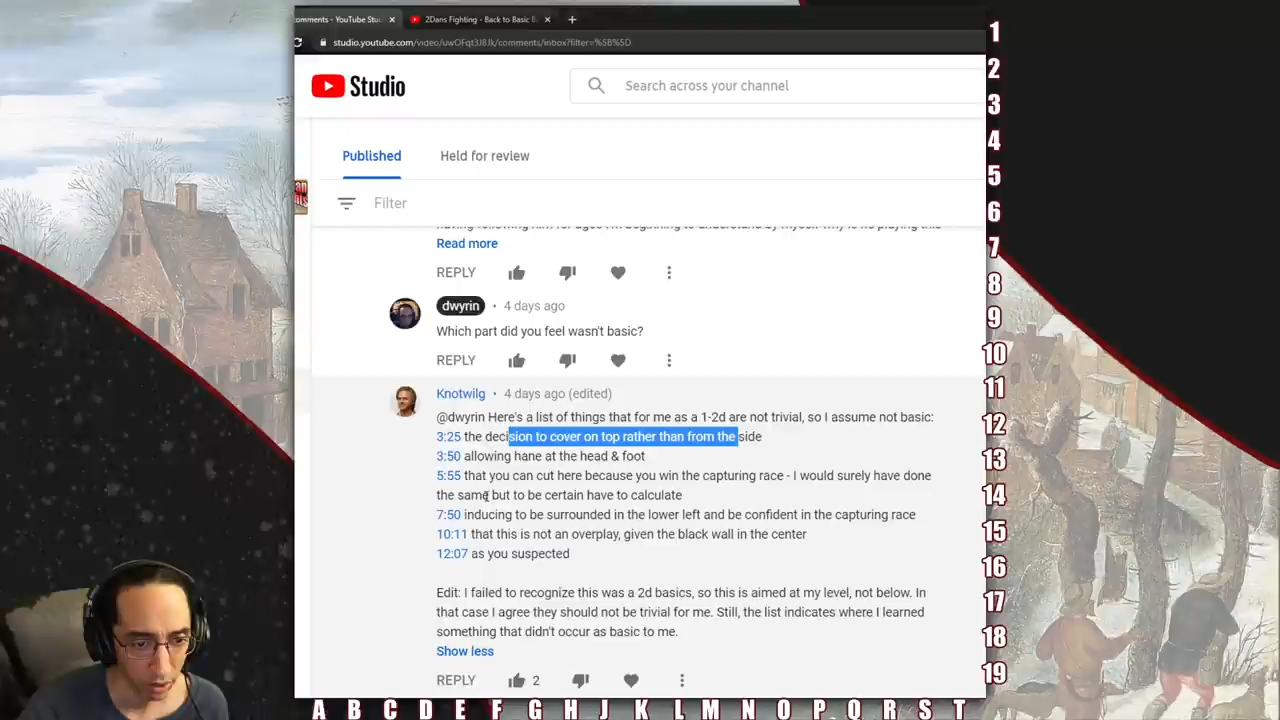 comments - YouTube Stu
2Dans Fighting - Back to Basic B
studio.youtube.com/video/uwOFqt3J8Jk/comments/inbox?filter=%5B%5D
Studio
Search across your channel
Published
Held for review
Filter
Read more
REPLY
dwyrin • 4 days ago
Which part did you feel wasn't basic?
REPLY
Knotwilg • 4 days ago (edited)
@dwyrin Here's a list of things that for me as a 1-2d are not trivial, so I assume not basic:
3:25 the decision to cover on top rather than from the side
3:50 allowing hane at the head & foot
5:55 that you can cut here because you win the capturing race - I would surely have done
the same but to be certain have to calculate
7:50 inducing to be surrounded in the lower left and be confident in the capturing race
10:11 that this is not an overplay, given the black wall in the center
12:07 as you suspected
Edit: I failed to recognize this was a 2d basics, so this is aimed at my level, not below. In
that case I agree they should not be trivial for me. Still, the list indicates where I learned
something that didn't occur as basic to me.
Show less
REPLY 2
1
2
3
4
5
6
7
8
9
10
11
12
13
14
15
16
17
18
19
A B C D E F G H J K L M N O P Q R S T